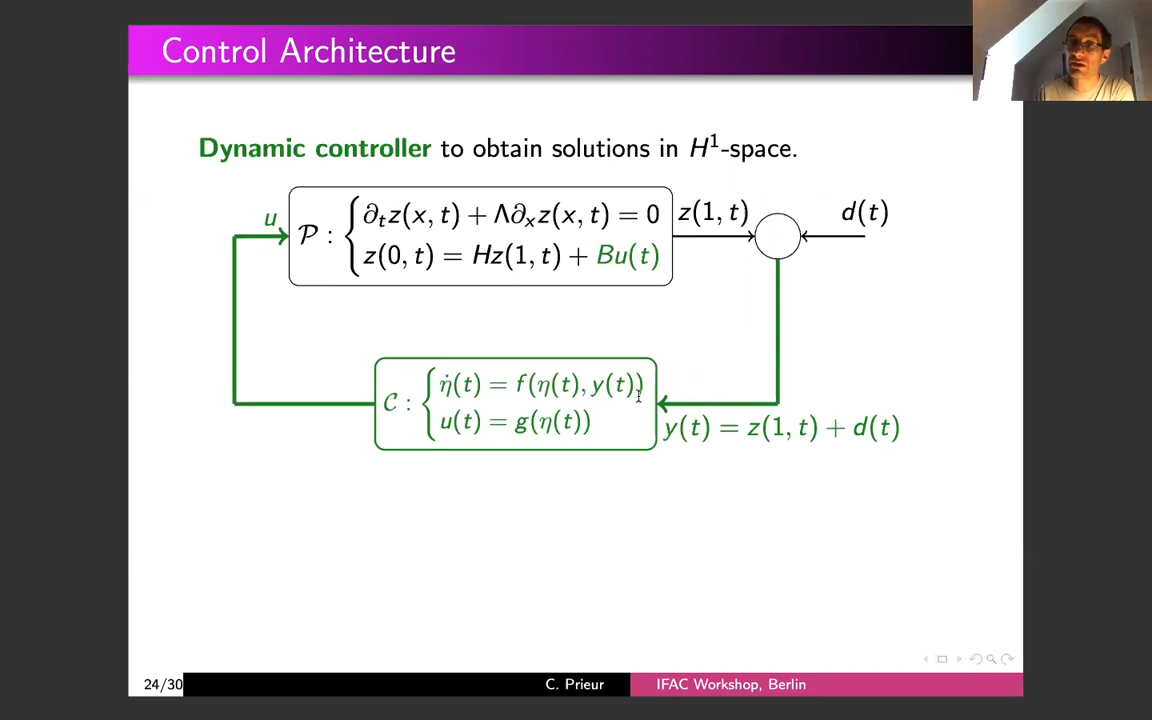 Control Architecture
Dynamic controller to obtain solutions in H¹-space.
u
P : { ∂ₜz(x, t) + Λ∂ₓz(x, t) = 0
z(0, t) = Hz(1, t) + Bu(t)
z(1, t)
d(t)
C : { η̇(t) = f(η(t), y(t))
u(t) = g(η(t))
y(t) = z(1, t) + d(t)
24/30
C. Prieur
IFAC Workshop, Berlin